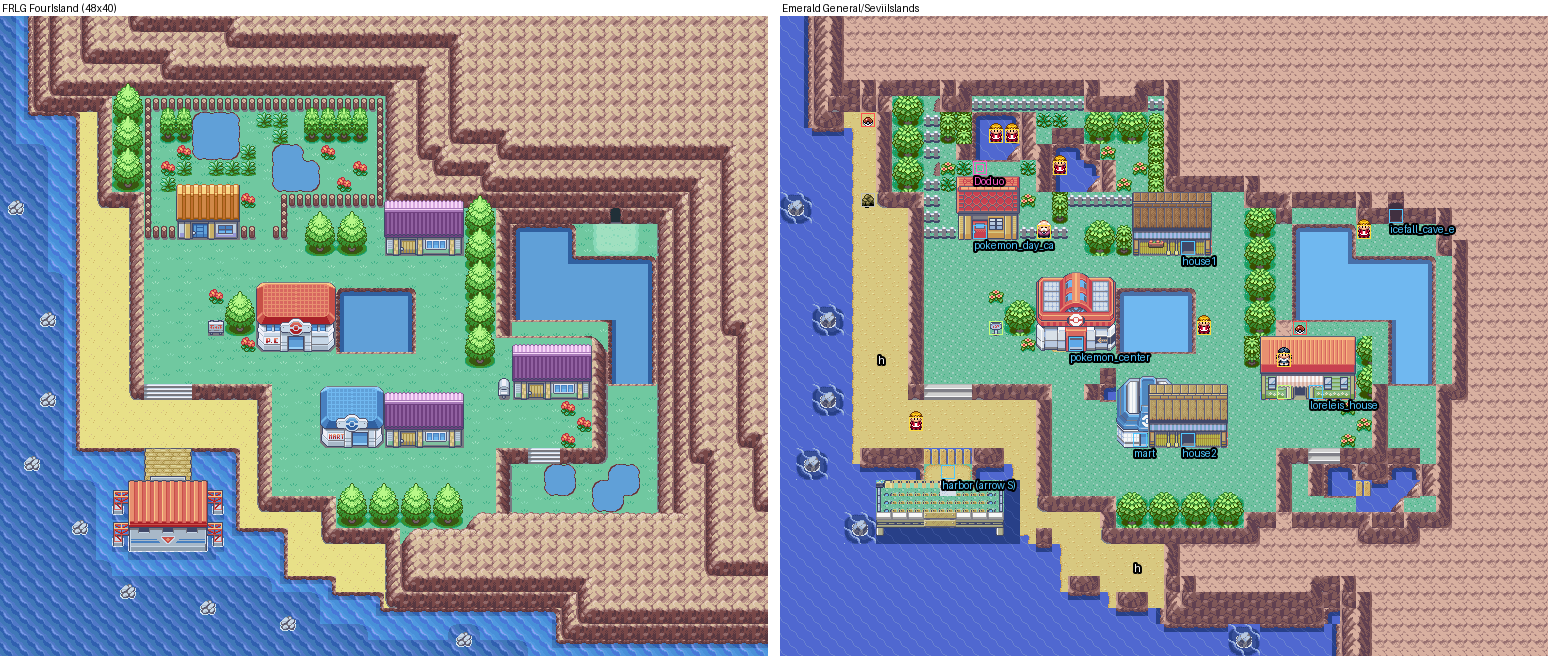 FRLG FourIsland (48x40)
Emerald General/SeviiIslands
Doduo
pokemon_day_ca
icefall_cave_e
house1
P.C
pokemon_center
h
loreleis_house
MART
mart
house2
harbor (arrow S)
h